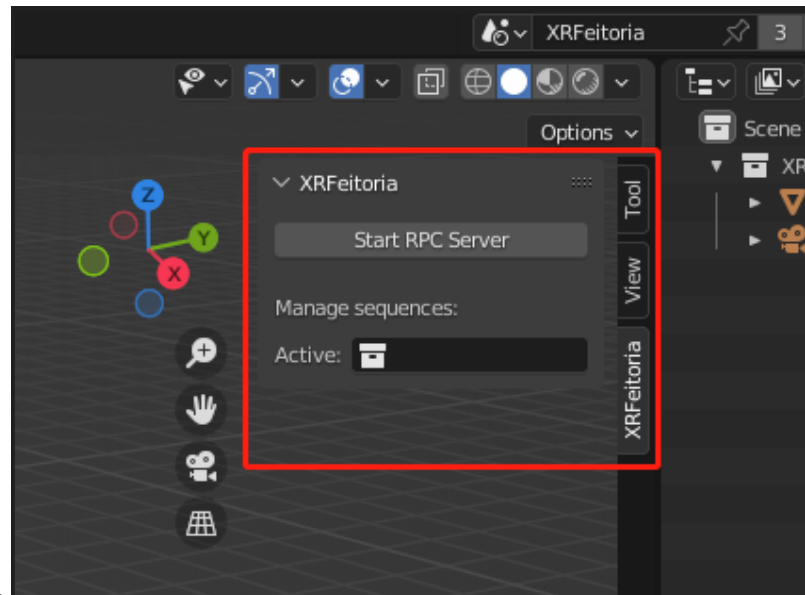 XRFeitoria 3
Options
Scene
XRFeitoria
Tool
Z
Y
X
Start RPC Server
View
Manage sequences:
Active:
XRFeitoria
XR